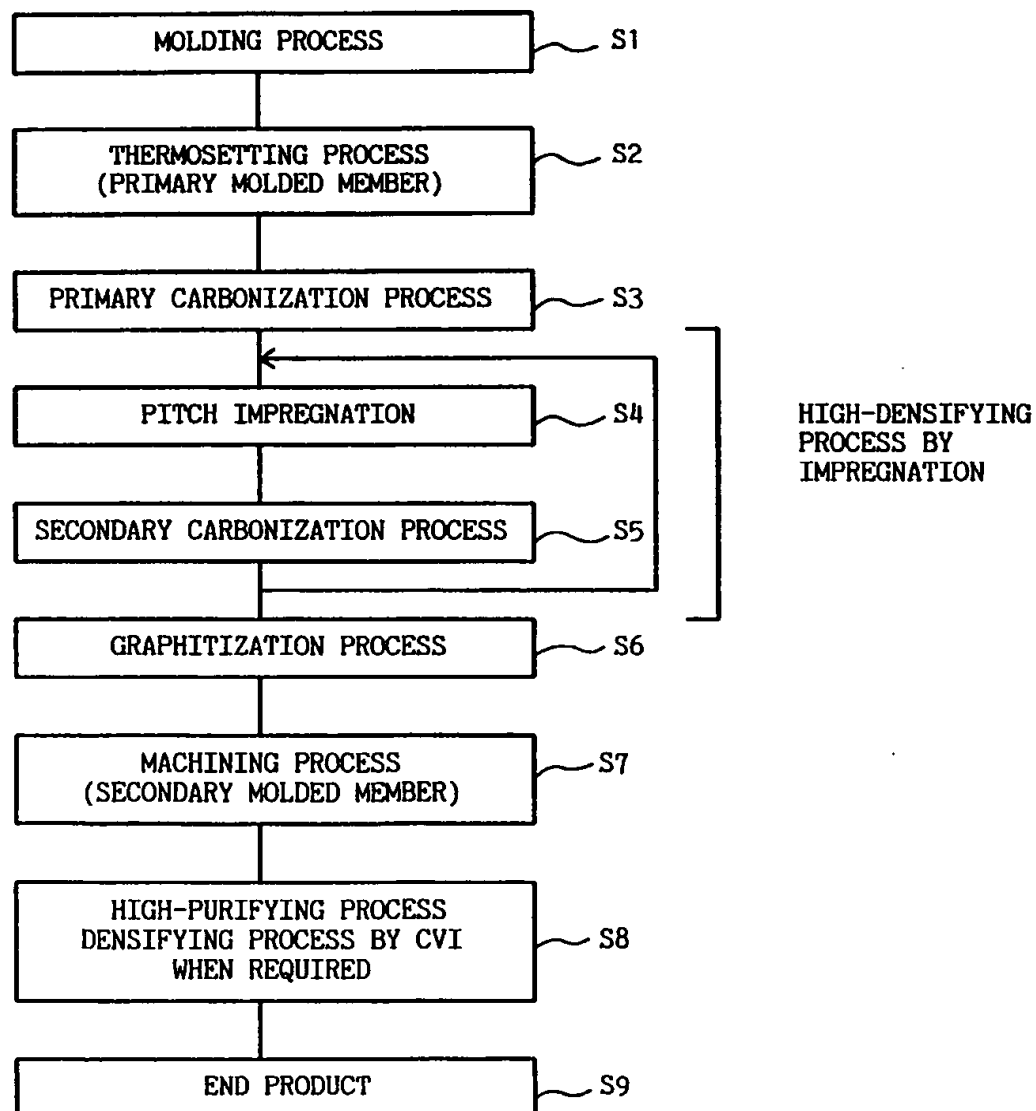 MOLDING PROCESS
S1
THERMOSETTING PROCESS
(PRIMARY MOLDED MEMBER)
S2
PRIMARY CARBONIZATION PROCESS
S3
PITCH IMPREGNATION
S4
HIGH-DENSIFYING
PROCESS BY
IMPREGNATION
SECONDARY CARBONIZATION PROCESS
S5
GRAPHITIZATION PROCESS
S6
MACHINING PROCESS
(SECONDARY MOLDED MEMBER)
S7
HIGH-PURIFYING PROCESS
DENSIFYING PROCESS BY CVI
WHEN REQUIRED
S8
END PRODUCT
S9